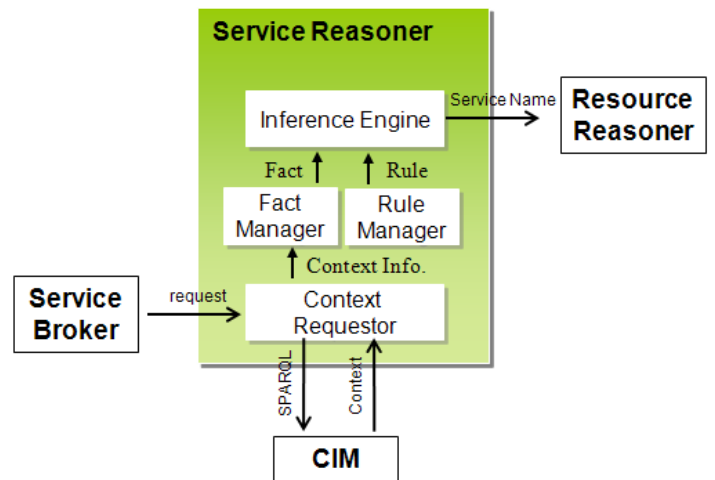 Service Reasoner
Inference Engine
Service Name
Resource
Reasoner
Fact
Rule
Fact
Manager
Rule
Manager
Context Info.
Service
Broker
request
Context
Requestor
SPARQL
Context
CIM